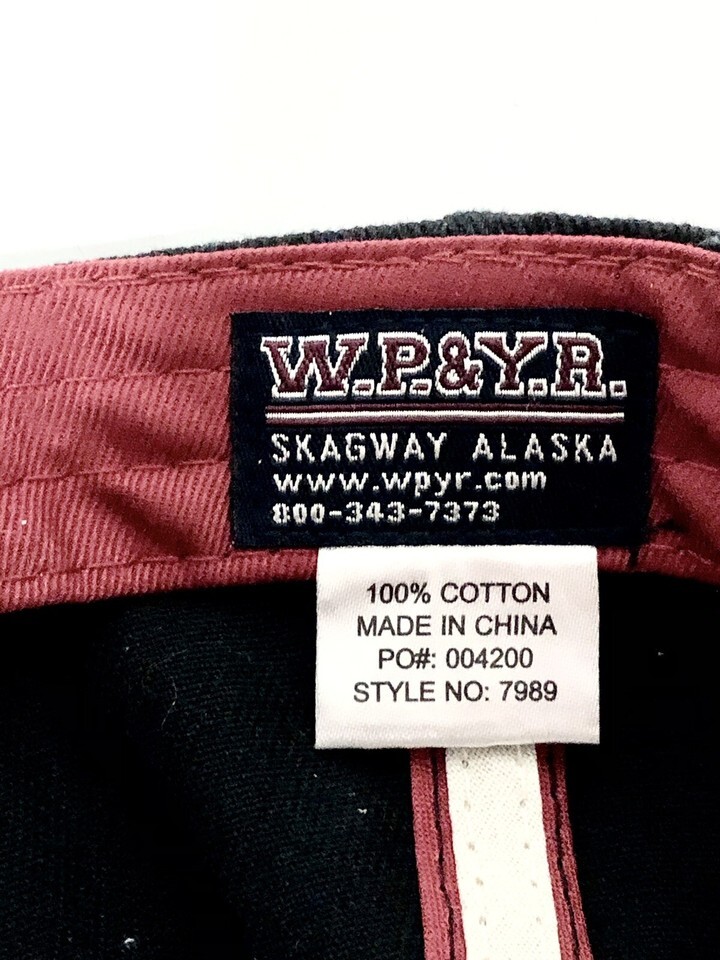 W.P.&Y.R.
SKAGWAY ALASKA
www.wpyr.com
800-343-7373
100% COTTON
MADE IN CHINA
PO#: 004200
STYLE NO: 7989